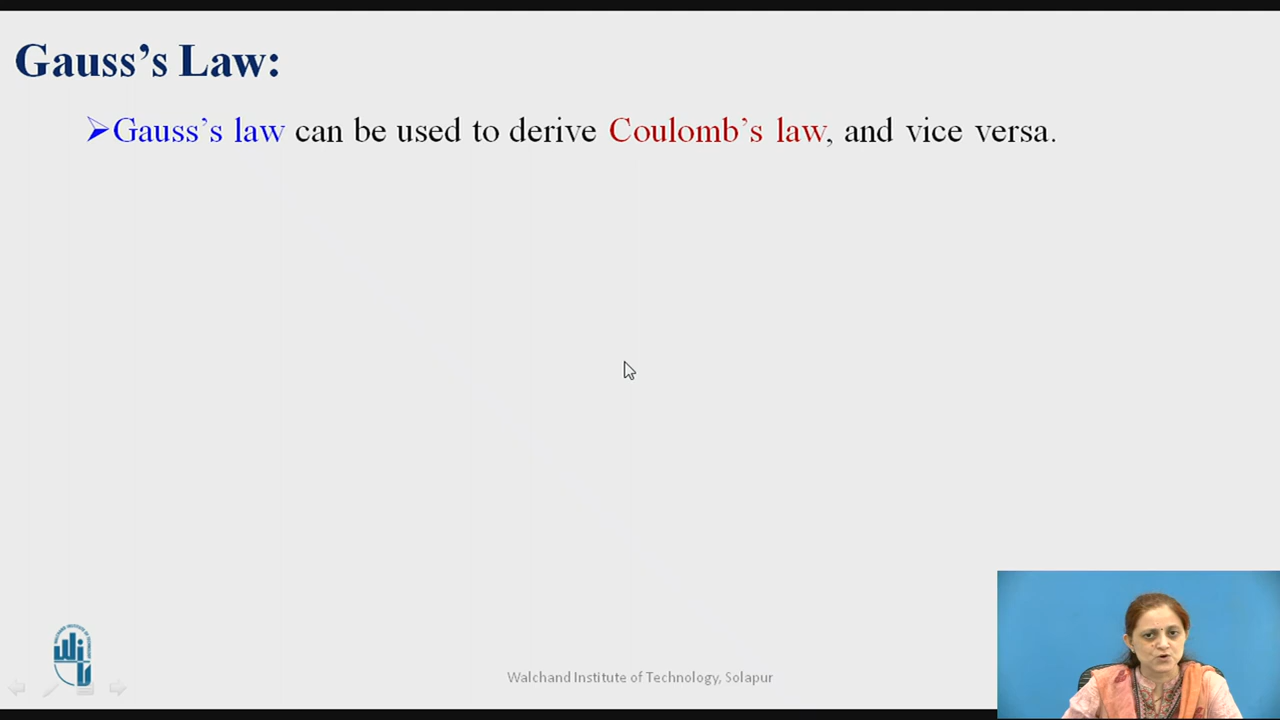 Gauss's Law:
➢Gauss's law can be used to derive Coulomb's law, and vice versa.
Walchand Institute of Technology, Solapur